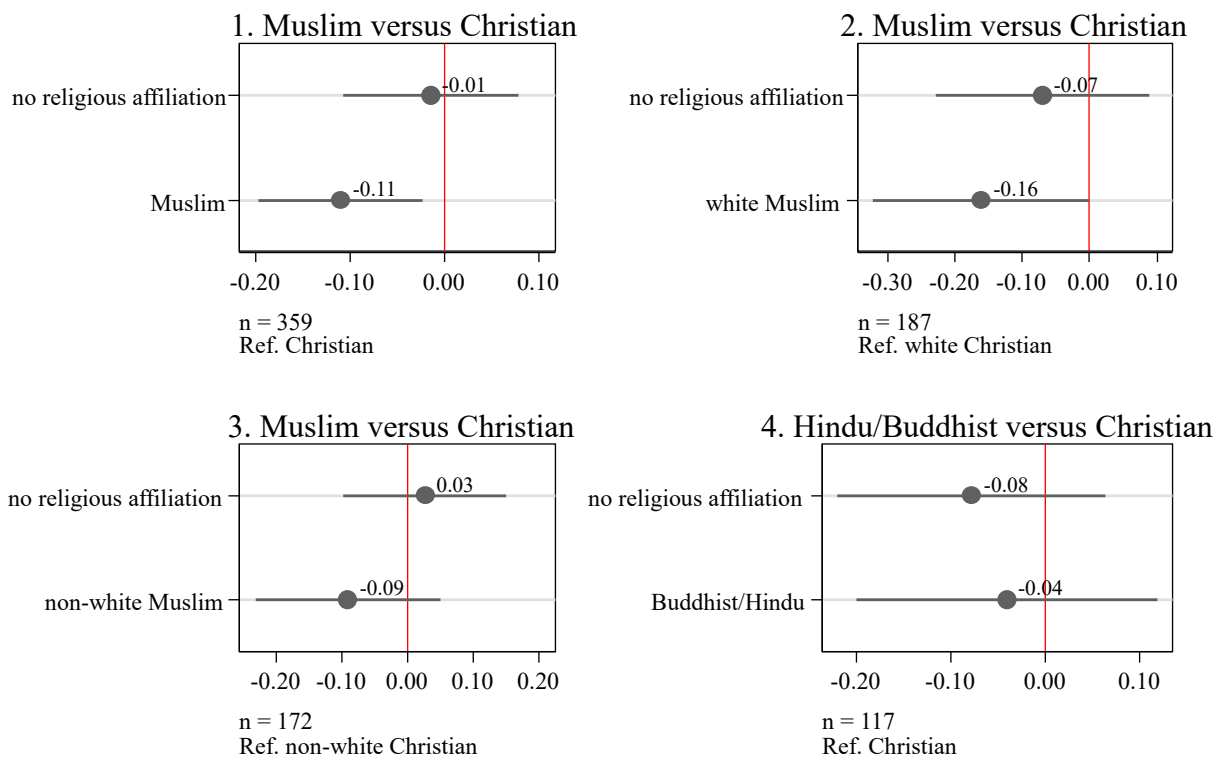 1. Muslim versus Christian
no religious affiliation
-0.01
Muslim
-0.11
-0.20 -0.10 0.00 0.10
n = 359
Ref. Christian
2. Muslim versus Christian
no religious affiliation
-0.07
white Muslim
-0.16
-0.30 -0.20 -0.10 0.00 0.10
n = 187
Ref. white Christian
3. Muslim versus Christian
no religious affiliation
0.03
non-white Muslim
-0.09
-0.20 -0.10 0.00 0.10 0.20
n = 172
Ref. non-white Christian
4. Hindu/Buddhist versus Christian
no religious affiliation
-0.08
Buddhist/Hindu
-0.04
-0.20 -0.10 0.00 0.10
n = 117
Ref. Christian